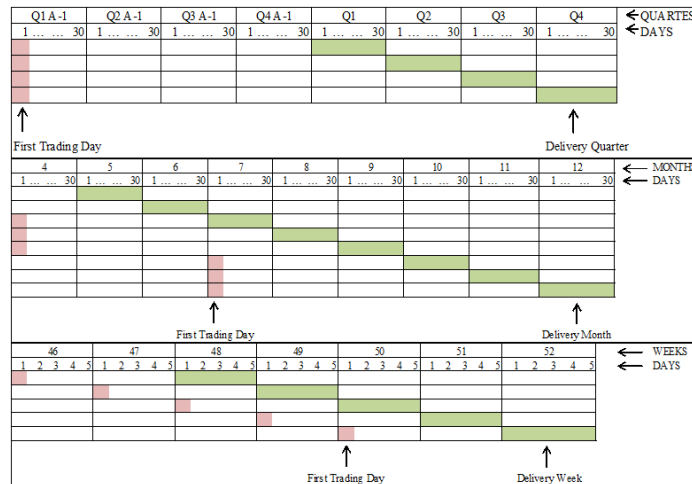 Q1 A-1 Q2 A-1 Q3 A-1 Q4 A-1 Q1 Q2 Q3 Q4 QUARTES
1 ... ... 30 1 ... ... 30 1 ... ... 30 1 ... ... 30 1 ... ... 30 1 ... ... 30 1 ... ... 30 1 ... ... 30 DAYS
First Trading Day Delivery Quarter
4 5 6 7 8 9 10 11 12 MONTH
1 ... ... 30 1 ... ... 30 1 ... ... 30 1 ... ... 30 1 ... ... 30 1 ... ... 30 1 ... ... 30 1 ... ... 30 1 ... ... 30 DAYS
First Trading Day Delivery Month
46 47 48 49 50 51 52 WEEKS
1 2 3 4 5 1 2 3 4 5 1 2 3 4 5 1 2 3 4 5 1 2 3 4 5 1 2 3 4 5 1 2 3 4 5 DAYS
First Trading Day Delivery Week